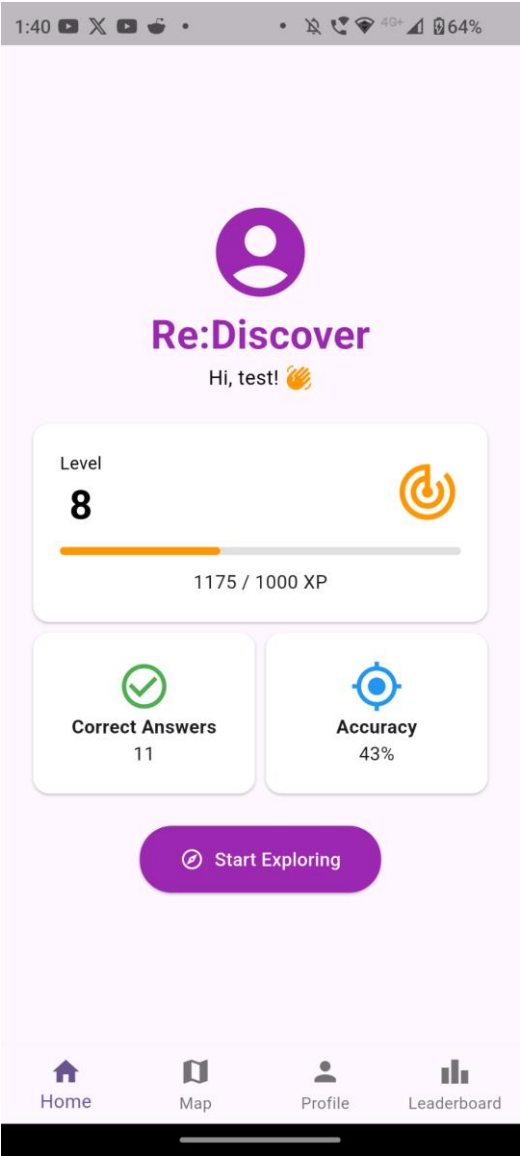 1:40 4G+ 64%
Re:Discover
Hi, test! 👋
Level
8
1175 / 1000 XP
Correct Answers
11
Accuracy
43%
Start Exploring
Home Map Profile Leaderboard